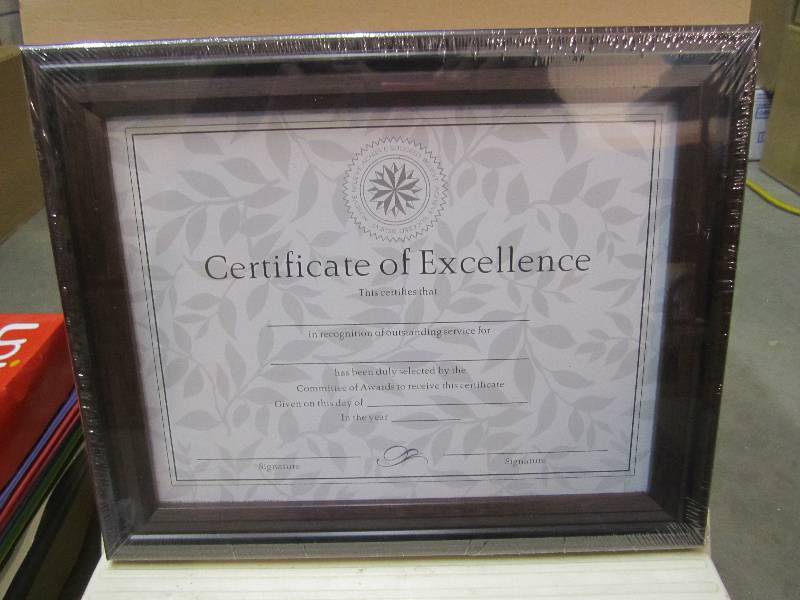 Certificate of Excellence
This certifies that
in recognition of outstanding service for
has been duly selected by the
Committee of Awards to receive this certificate
Given on this day of
In the year
Signature Signature